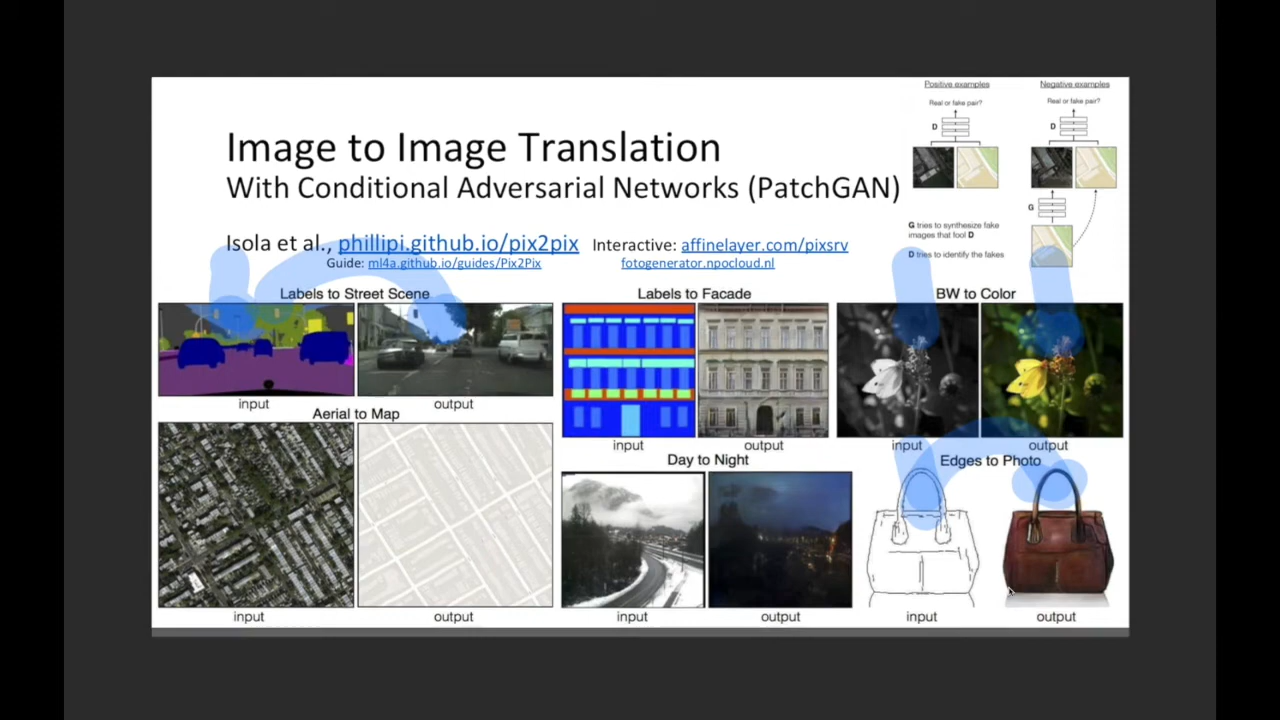 Image to Image Translation
With Conditional Adversarial Networks (PatchGAN)
Isola et al., phillipi.github.io/pix2pix Interactive: affinelayer.com/pixsrv
Guide: ml4a.github.io/guides/Pix2Pix fotogenerator.npocloud.nl
Positive examples Negative examples
Real or fake pair? Real or fake pair?
D D
G
G tries to synthesize fake
images that fool D
D tries to identify the fakes
Labels to Street Scene Labels to Facade BW to Color
input output
Aerial to Map
input output input output
Day to Night Edges to Photo
input output input output input output